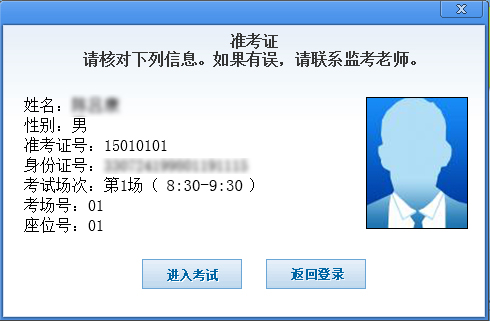 准考证
请核对下列信息。如果有误，请联系监考老师。
姓名：
性别：男
准考证号：15010101
身份证号：
考试场次：第1场（ 8:30-9:30 ）
考场号：01
座位号：01
进入考试
返回登录